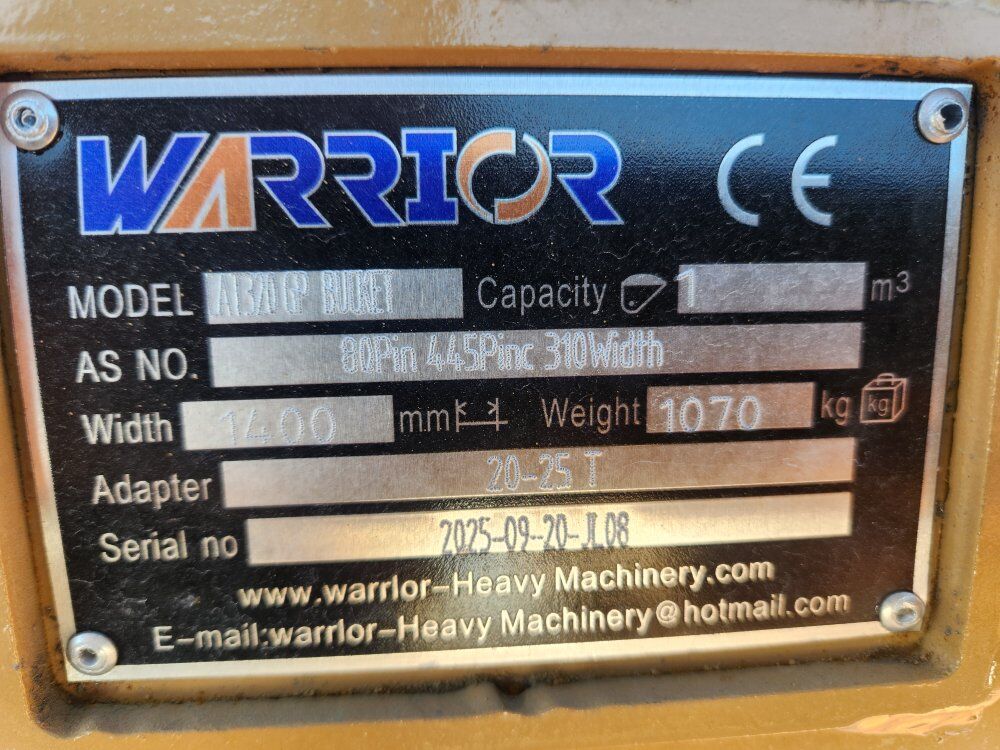 WARRIOR CE
MODEL GP BUCKET Capacity 1 m³
AS NO. 80Pin 445Pinc 310Width
Width 1400 mm Weight 1070 kg kg
Adapter 20-25 T
Serial no 2025-09-20-JL08
www.warrlor-Heavy Machinery.com
E-mail:warrlor-Heavy Machinery@hotmail.com